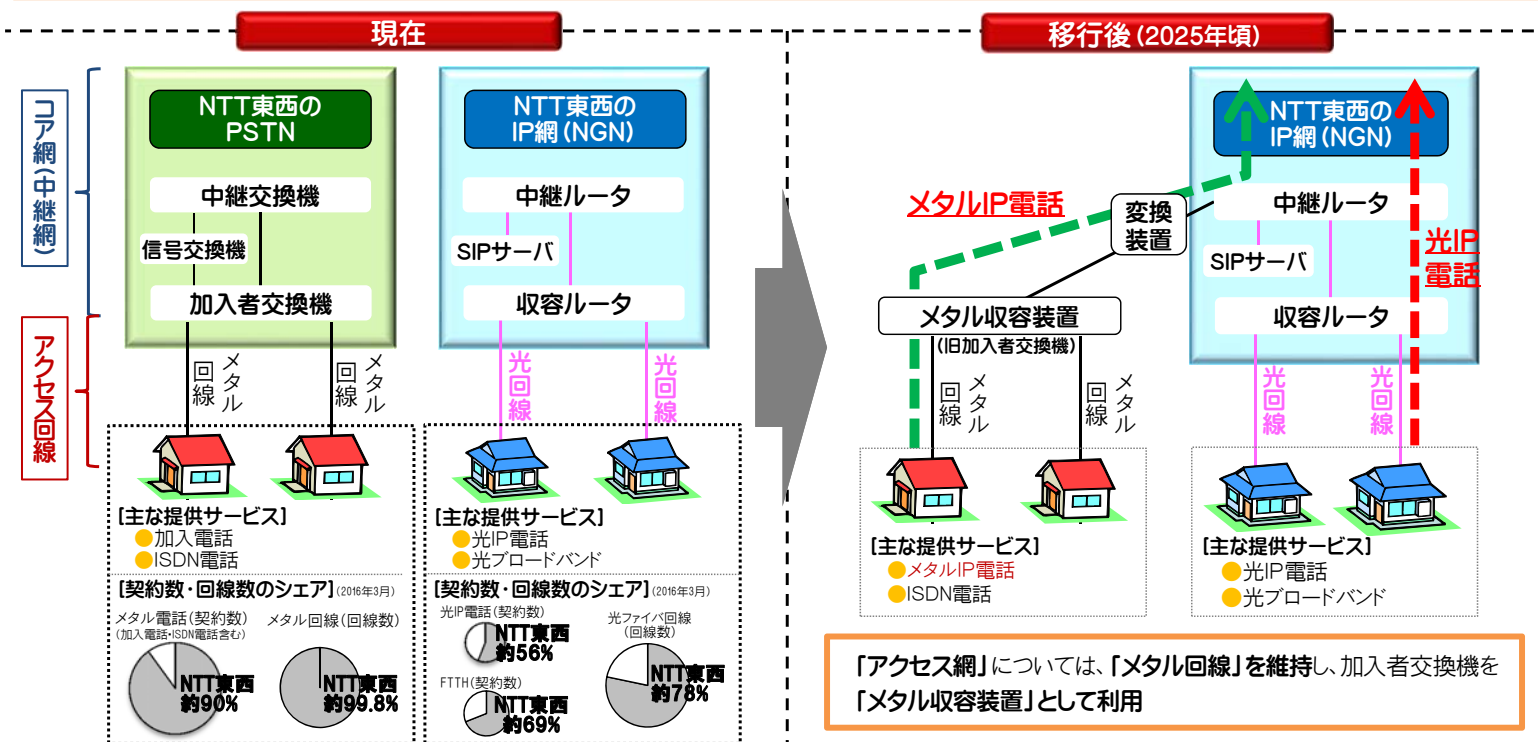 現在
コア網(中継網)
アクセス回線
NTT東西の
PSTN
中継交換機
信号交換機
加入者交換機
メタル
回線
メタル
回線
NTT東西の
IP網(NGN)
中継ルータ
SIPサーバ
収容ルータ
光回線
光回線
[主な提供サービス]
●加入電話
●ISDN電話
[契約数・回線数のシェア](2016年3月)
メタル電話(契約数)
(加入電話・ISDN電話含む)
NTT東西
約90%
メタル回線(回線数)
NTT東西
約99.8%
[主な提供サービス]
●光IP電話
●光ブロードバンド
[契約数・回線数のシェア](2016年3月)
光IP電話(契約数)
NTT東西
約56%
FTTH(契約数)
NTT東西
約69%
光ファイバ回線
(回線数)
NTT東西
約78%
移行後(2025年頃)
NTT東西の
IP網(NGN)
メタルIP電話
変換
装置
中継ルータ
SIPサーバ
光IP
電話
収容ルータ
メタル収容装置
(旧加入者交換機)
メタル
回線
メタル
回線
光回線
光回線
[主な提供サービス]
●メタルIP電話
●ISDN電話
[主な提供サービス]
●光IP電話
●光ブロードバンド
「アクセス網」については、「メタル回線」を維持し、加入者交換機を
「メタル収容装置」として利用